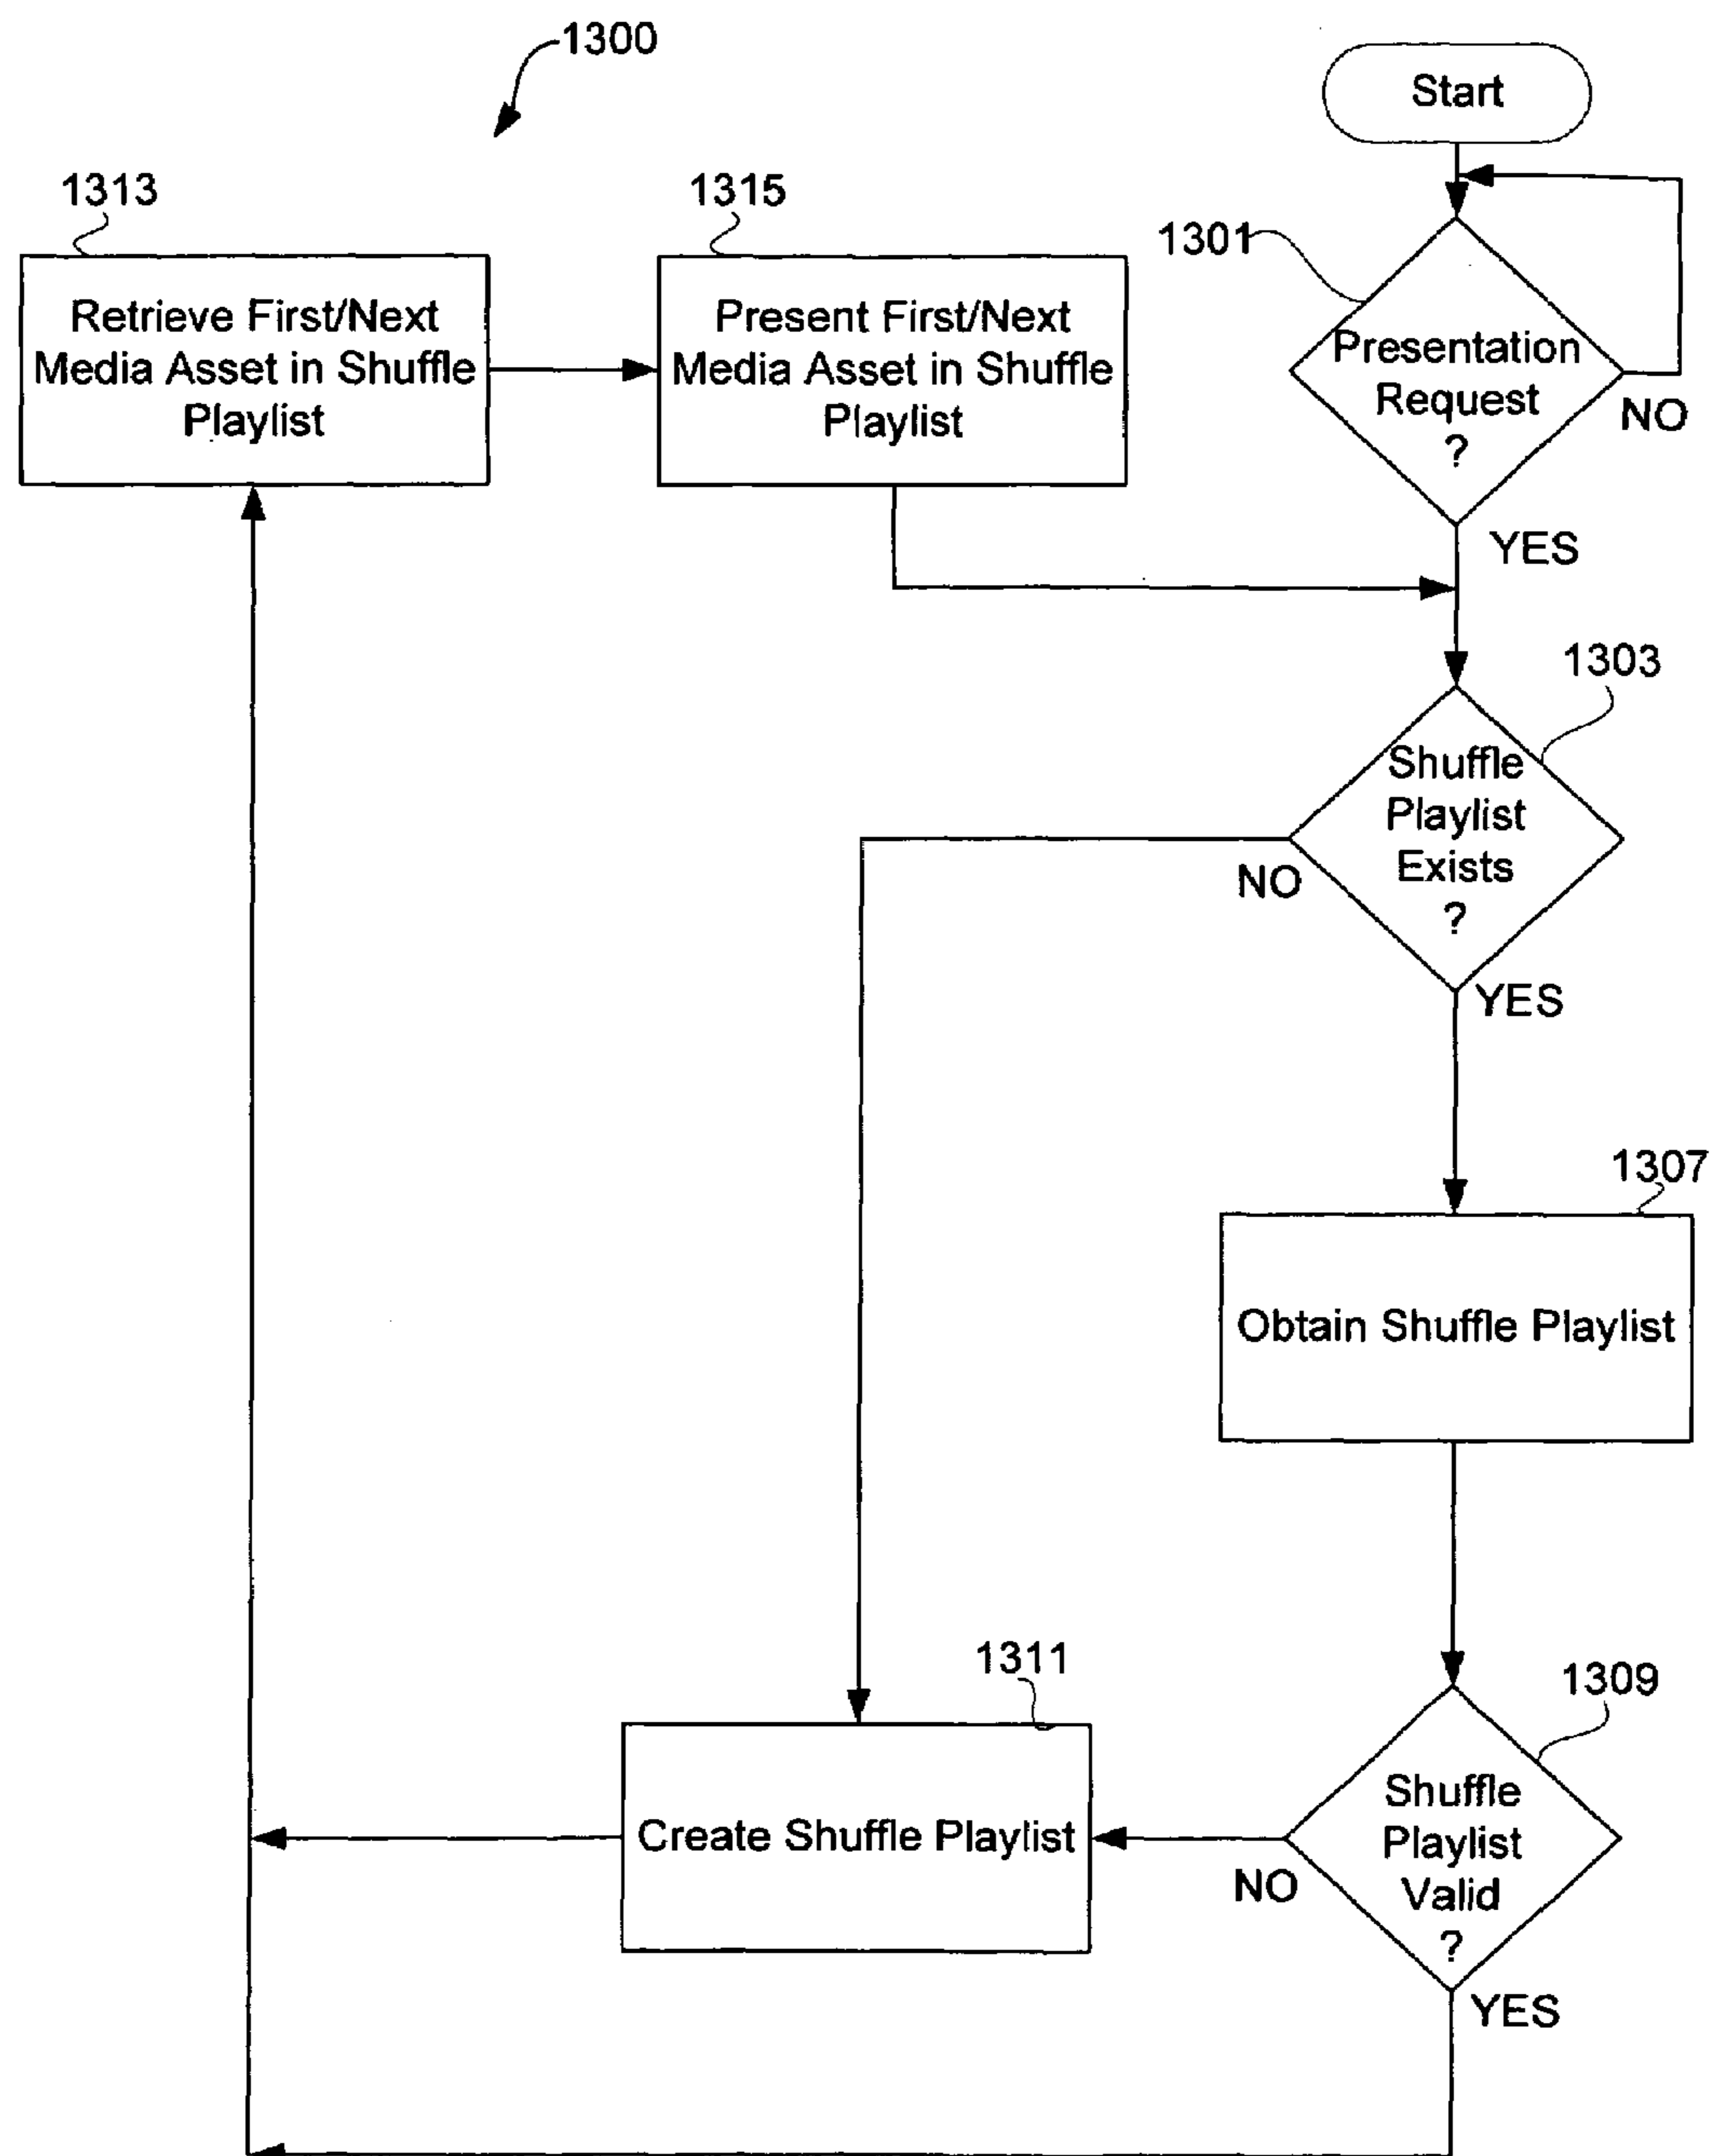 1300
Start
1313
1315
1301
Retrieve First/Next
Media Asset in Shuffle
Playlist
Present First/Next
Media Asset in Shuffle
Playlist
Presentation
Request
?
NO
YES
1303
Shuffle
Playlist
Exists
?
NO
YES
1307
Obtain Shuffle Playlist
1311
1309
Create Shuffle Playlist
Shuffle
Playlist
Valid
?
NO
YES